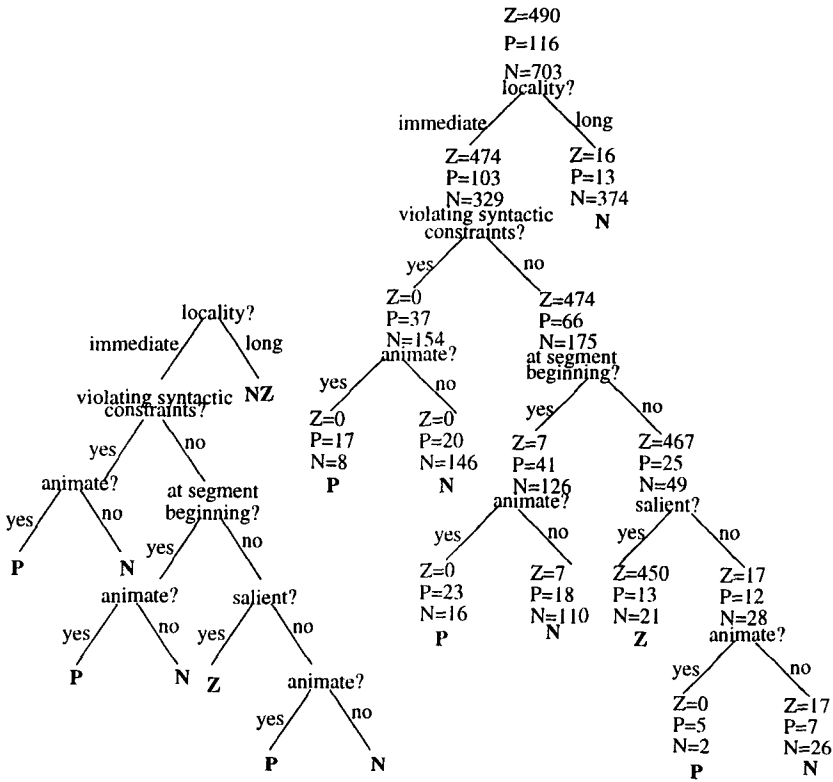 Z=490
P=116
N=703
locality?
immediate long
Z=474 Z=16
P=103 P=13
N=329 N=374
violating syntactic N
constraints?
yes no
Z=0 Z=474
P=37 P=66
N=154 N=175
animate? at segment
beginning?
yes no yes no
Z=0 Z=0 Z=7 Z=467
P=17 P=20 P=41 P=25
N=8 N=146 N=126 N=49
P N animate? salient?
yes no yes no
Z=0 Z=7 Z=450 Z=17
P=23 P=18 P=13 P=12
N=16 N=110 N=21 N=28
P N Z animate?
yes no
Z=0 Z=17
P=5 P=7
N=2 N=26
P N
locality?
immediate long
violating syntactic NZ
constraints?
yes no
animate? at segment
beginning?
yes no yes no
P N animate? salient?
yes no yes no
P N Z animate?
yes no
P N